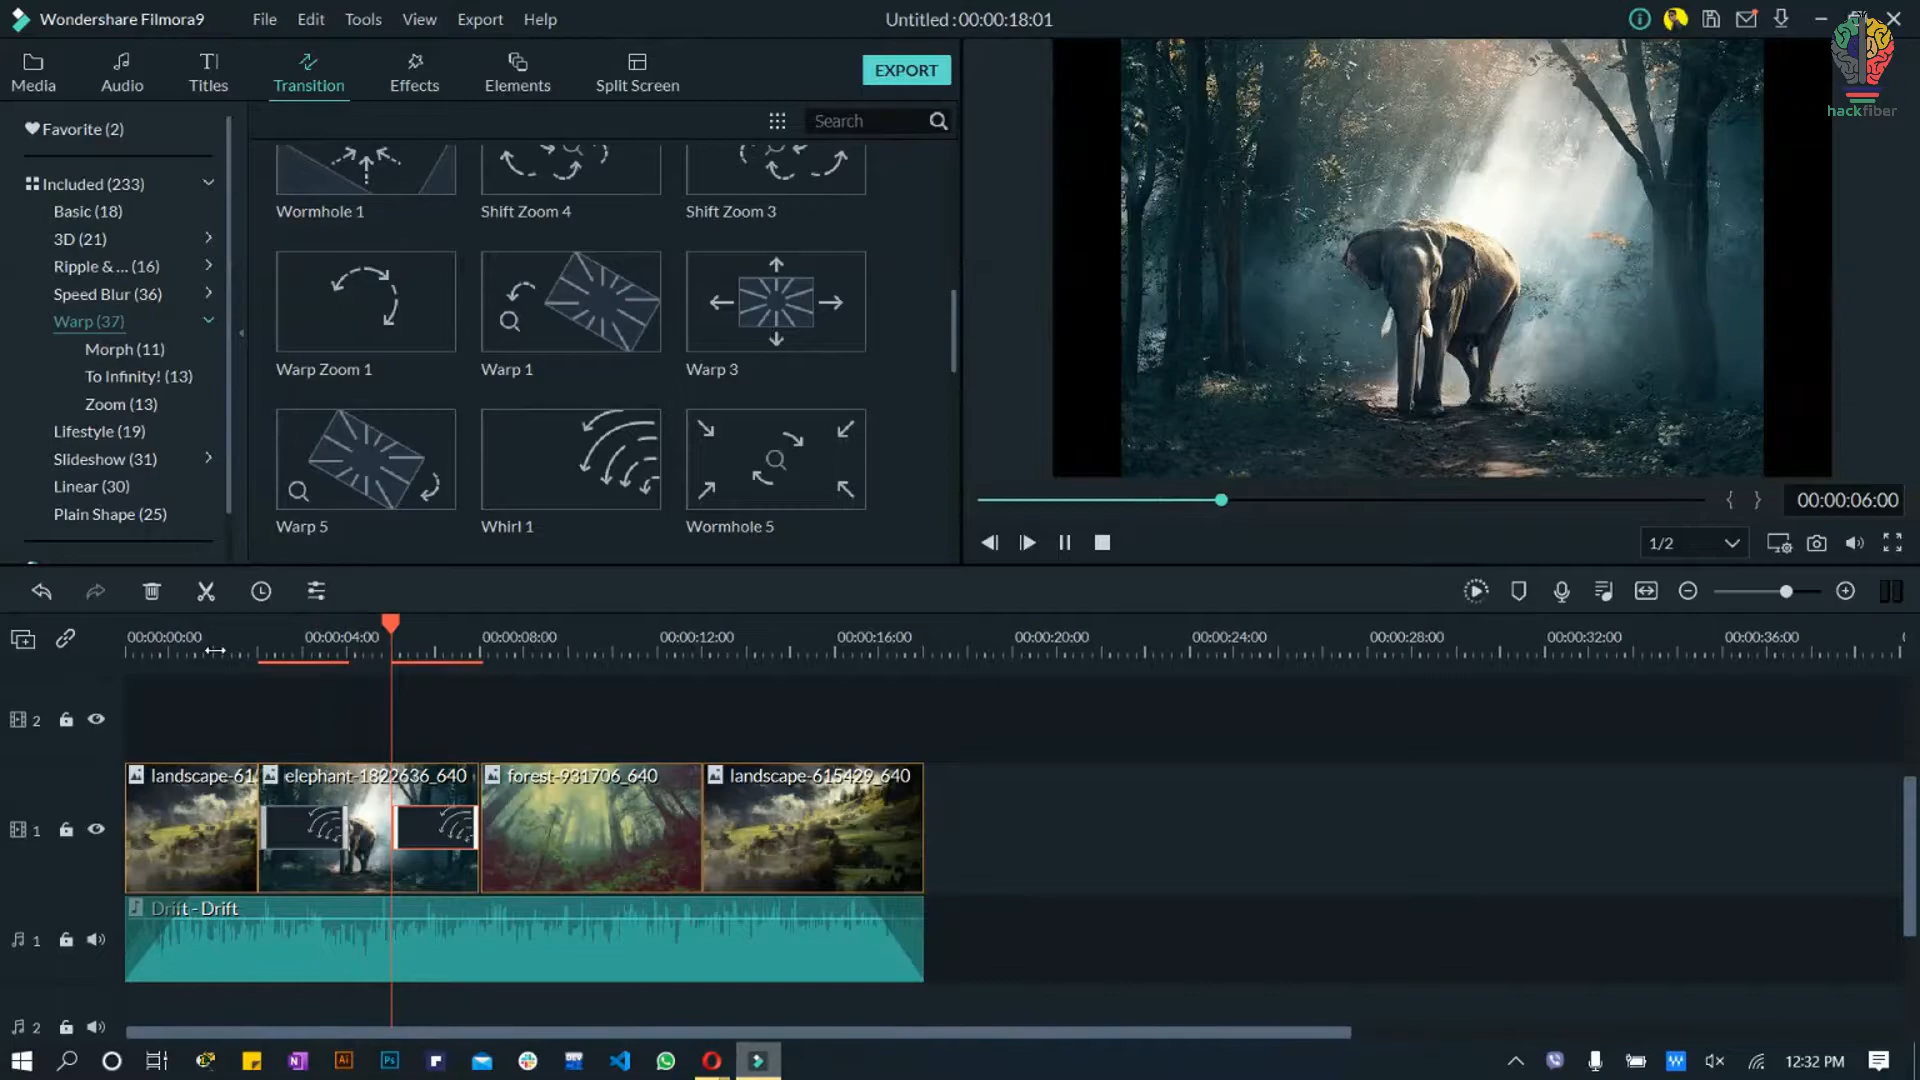 Wondershare Filmora9
File Edit Tools View Export Help
Untitled : 00:00:18:01
Media Audio Titles Transition Effects Elements Split Screen
EXPORT
hackfiber
Favorite (2)
Search
Included (233)
Basic (18)
3D (21)
Ripple & ... (16)
Speed Blur (36)
Warp (37)
Morph (11)
To Infinity! (13)
Zoom (13)
Lifestyle (19)
Slideshow (31)
Linear (30)
Plain Shape (25)
Wormhole 1 Shift Zoom 4 Shift Zoom 3
Warp Zoom 1 Warp 1 Warp 3
Warp 5 Whirl 1 Wormhole 5
00:00:06:00
1/2
00:00:00:00 00:00:04:00 00:00:08:00 00:00:12:00 00:00:16:00 00:00:20:00 00:00:24:00 00:00:28:00 00:00:32:00 00:00:36:00
2
landscape-61 elephant-1822636_640 forest-931706_640 landscape-615429_640
1
Drift - Drift
1
2
N Ai Ps DEV W 12:32 PM